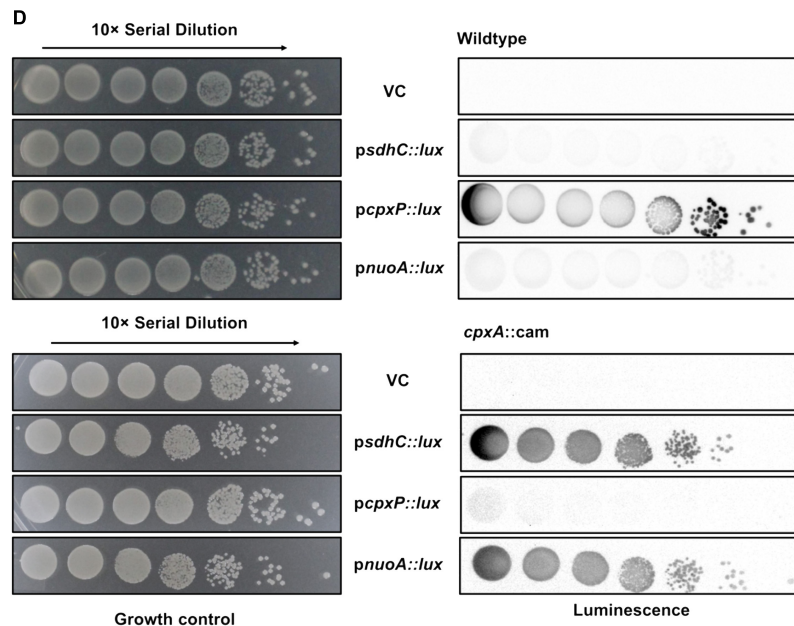 D
10× Serial Dilution
Wildtype
VC
psdhC::lux
pcpxP::lux
pnuoA::lux
10× Serial Dilution
cpxA::cam
VC
psdhC::lux
pcpxP::lux
pnuoA::lux
Growth control
Luminescence